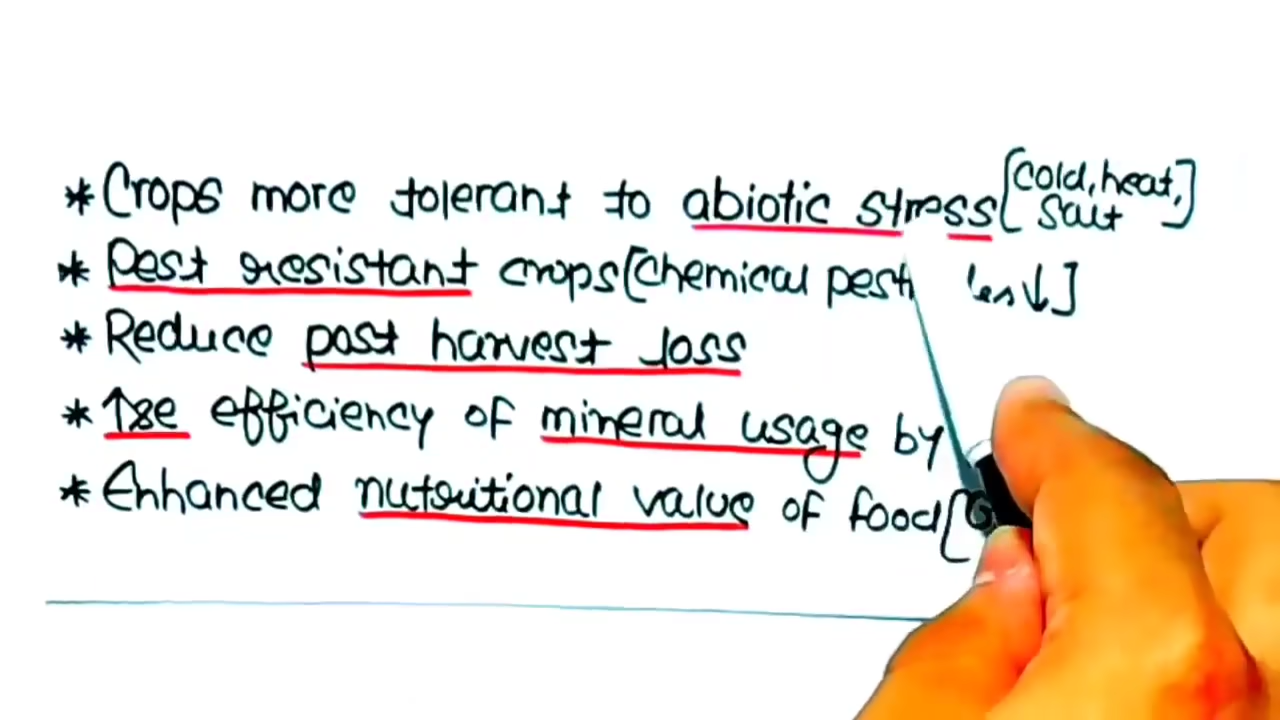 * Crops more tolerant to abiotic stress [cold, heat, salt]
* Pest resistant crops [Chemical ↓]
* Reduce post harvest loss
* ↑se efficiency of mineral usage by
* Enhanced nutritional value of food [G